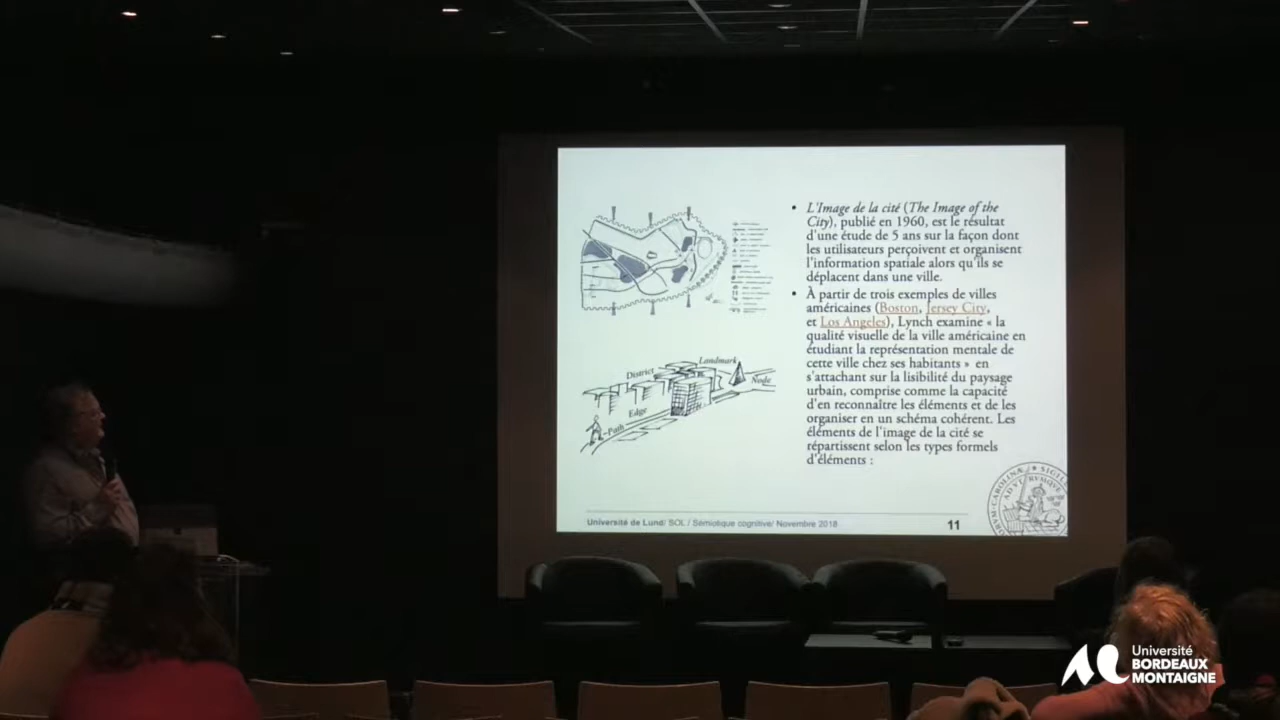 • L'Image de la cité (The Image of the
City), publié en 1960, est le résultat
d'une étude de 5 ans sur la façon dont
les utilisateurs perçoivent et organisent
l'information spatiale alors qu'ils se
déplacent dans une ville.
• À partir de trois exemples de villes
américaines (Boston, Jersey City,
et Los Angeles), Lynch examine « la
qualité visuelle de la ville américaine en
étudiant la représentation mentale de
cette ville chez ses habitants » en
s'attachant sur la lisibilité du paysage
urbain, comprise comme la capacité
d'en reconnaître les éléments et de les
organiser en un schéma cohérent. Les
éléments de l'image de la cité se
répartissent selon les types formels
d'éléments :
Landmark
District
Node
Edge
Path
Université de Lund/ SOL / Sémiotique cognitive/ Novembre 2018
11
Université
BORDEAUX
MONTAIGNE